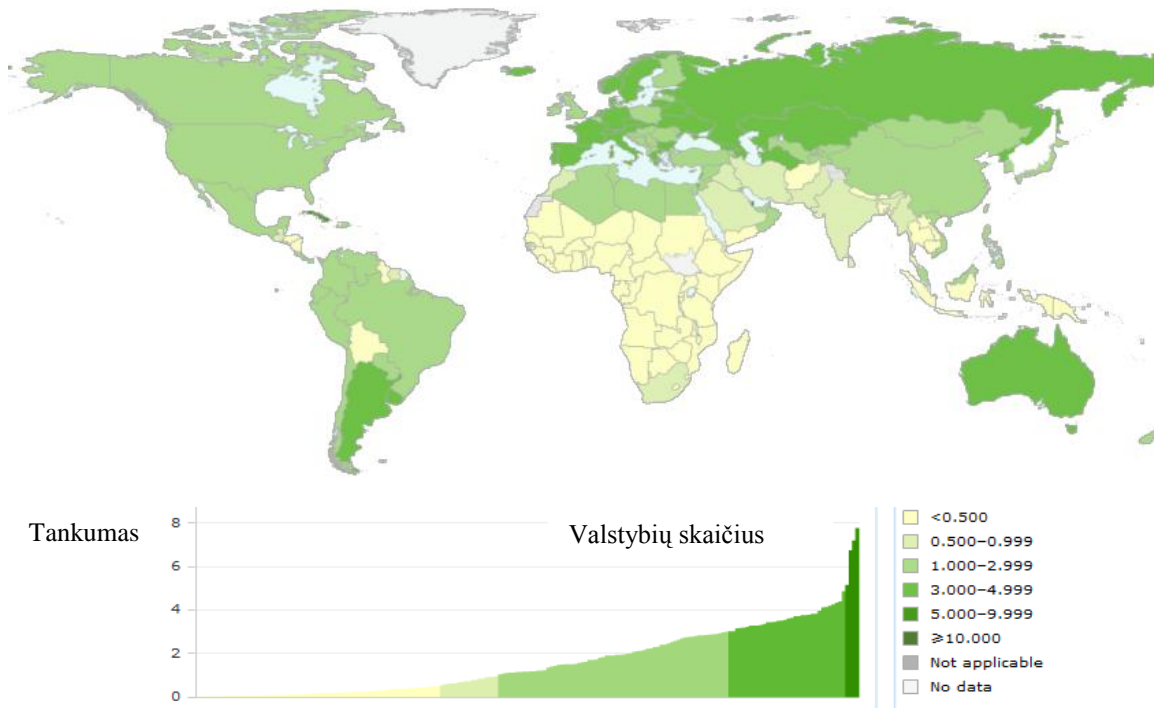 Tankumas
Valstybių skaičius
8
6
4
2
0
<0.500
0.500–0.999
1.000–2.999
3.000–4.999
5.000–9.999
⩾10.000
Not applicable
No data